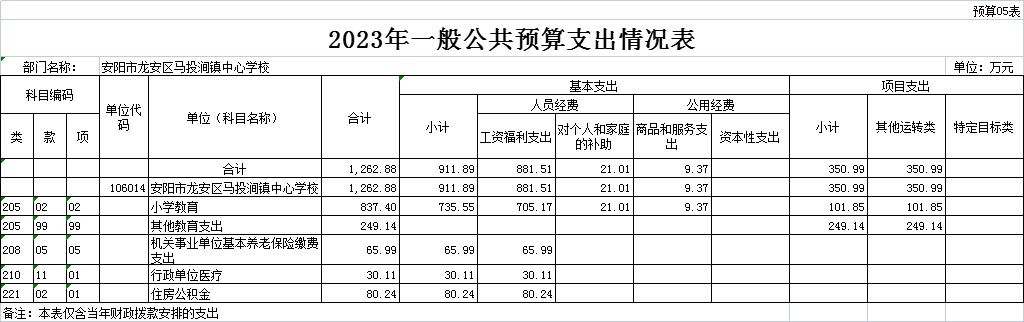 预算05表
2023年一般公共预算支出情况表
部门名称： 安阳市龙安区马投涧镇中心学校 单位：万元
科目编码 单位代码 单位（科目名称） 合计 基本支出 项目支出
小计 人员经费 公用经费 小计 其他运转类 特定目标类
类 款 项 工资福利支出 对个人和家庭的补助 商品和服务支出 资本性支出
合计 1,262.88 911.89 881.51 21.01 9.37 350.99 350.99
106014 安阳市龙安区马投涧镇中心学校 1,262.88 911.89 881.51 21.01 9.37 350.99 350.99
205 02 02 小学教育 837.40 735.55 705.17 21.01 9.37 101.85 101.85
205 99 99 其他教育支出 249.14 249.14 249.14
208 05 05 机关事业单位基本养老保险缴费支出 65.99 65.99 65.99
210 11 01 行政单位医疗 30.11 30.11 30.11
221 02 01 住房公积金 80.24 80.24 80.24
备注：本表仅含当年财政拨款安排的支出